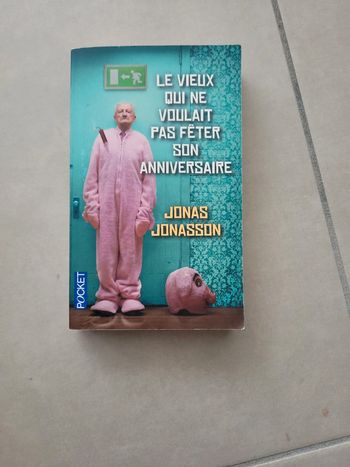 LE VIEUX
QUI NE
VOULAIT
PAS FÊTER
SON
ANNIVERSAIRE
JONAS
JONASSON
POCKET